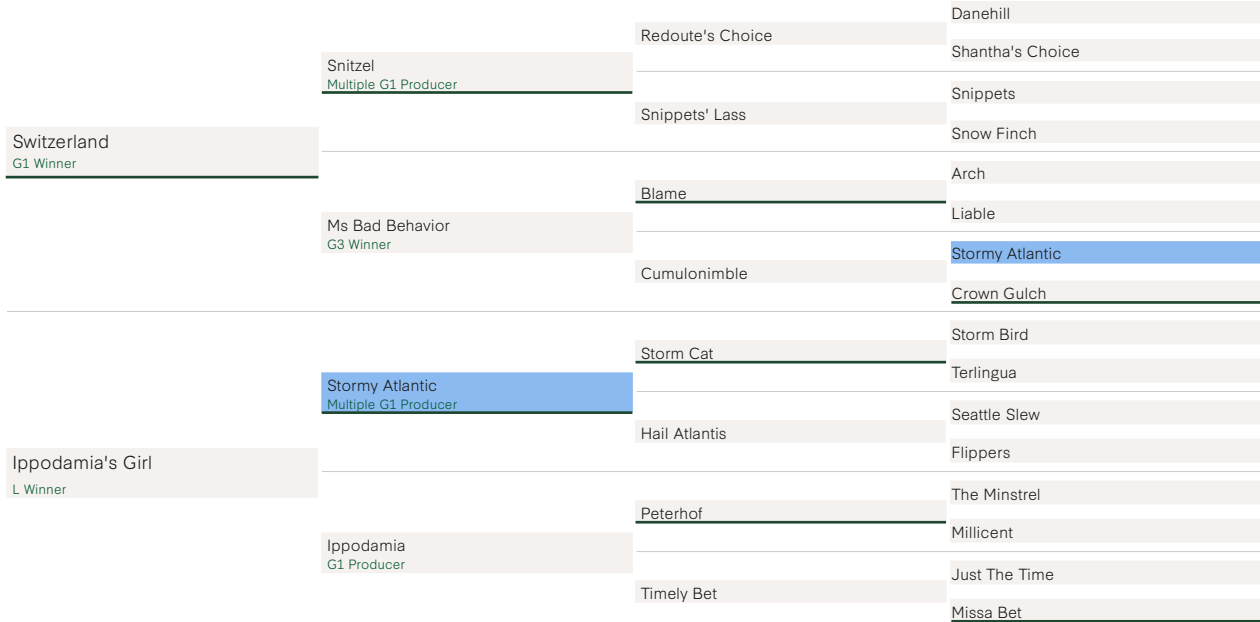 Switzerland
G1 Winner
Ippodamia's Girl
L Winner
Snitzel
Multiple G1 Producer
Ms Bad Behavior
G3 Winner
Stormy Atlantic
Multiple G1 Producer
Ippodamia
G1 Producer
Redoute's Choice
Snippets' Lass
Blame
Cumulonimble
Storm Cat
Hail Atlantis
Peterhof
Timely Bet
Danehill
Shantha's Choice
Snippets
Snow Finch
Arch
Liable
Stormy Atlantic
Crown Gulch
Storm Bird
Terlingua
Seattle Slew
Flippers
The Minstrel
Millicent
Just The Time
Missa Bet